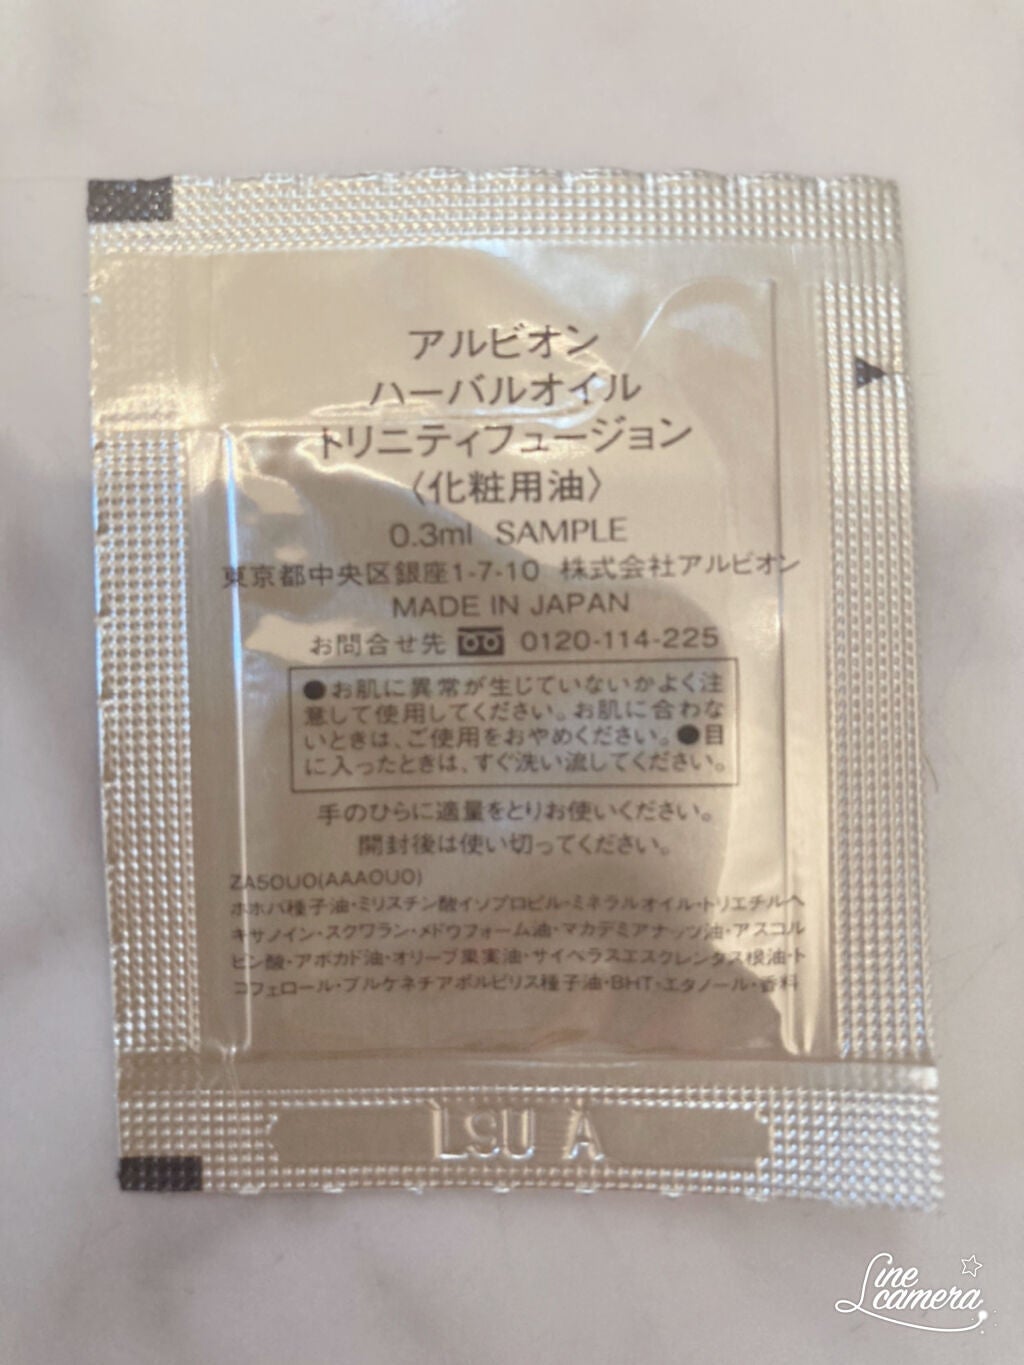 アルビオン
ハーバルオイル
トリニティフュージョン
〈化粧用油〉
0.3ml SAMPLE
東京都中央区銀座1-7-10 株式会社アルビオン
MADE IN JAPAN
お問合せ先 0120-114-225
●お肌に異常が生じていないかよく注
意して使用してください。お肌に合わな
いときは、ご使用をおやめください。●目
に入ったときは、すぐ洗い流してください。
手のひらに適量をとりお使いください。
開封後は使い切ってください。
ZA50U0(AAA0U0)
ホホバ種子油・ミリスチン酸イソプロピル・ミネラルオイル・トリエチルヘ
キサノイン・スクワラン・メドウフォーム油・マカデミアナッツ油・アスコル
ビン酸・アボカド油・オリーブ果実油・サイペラスエスクレンタス根油・ト
コフェロール・プルケネチアボルビリス種子油・BHT・エタノール・香料
LSU A
Line camera